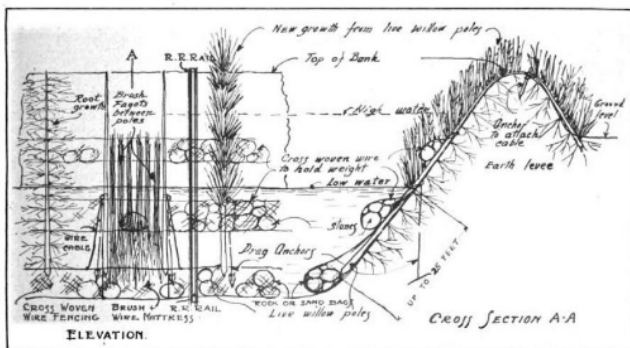 New growth from live willow poles
A
R.R. RAIL
Top of Bank
Brush
Fagots
between
poles
Root
growth
High water
Ground
level
Anchor
To attach
cable
Cross woven wire
to hold weight
Earth levee
Low water
Stones
WIRE
CABLE
Drag Anchors
UP TO 25 FEET
ROCK OR SAND BAGS
CROSS WOVEN
WIRE FENCING
BRUSH &
WIRE MATTRESS
R.R. RAIL
Live willow poles
CROSS SECTION A-A
ELEVATION.